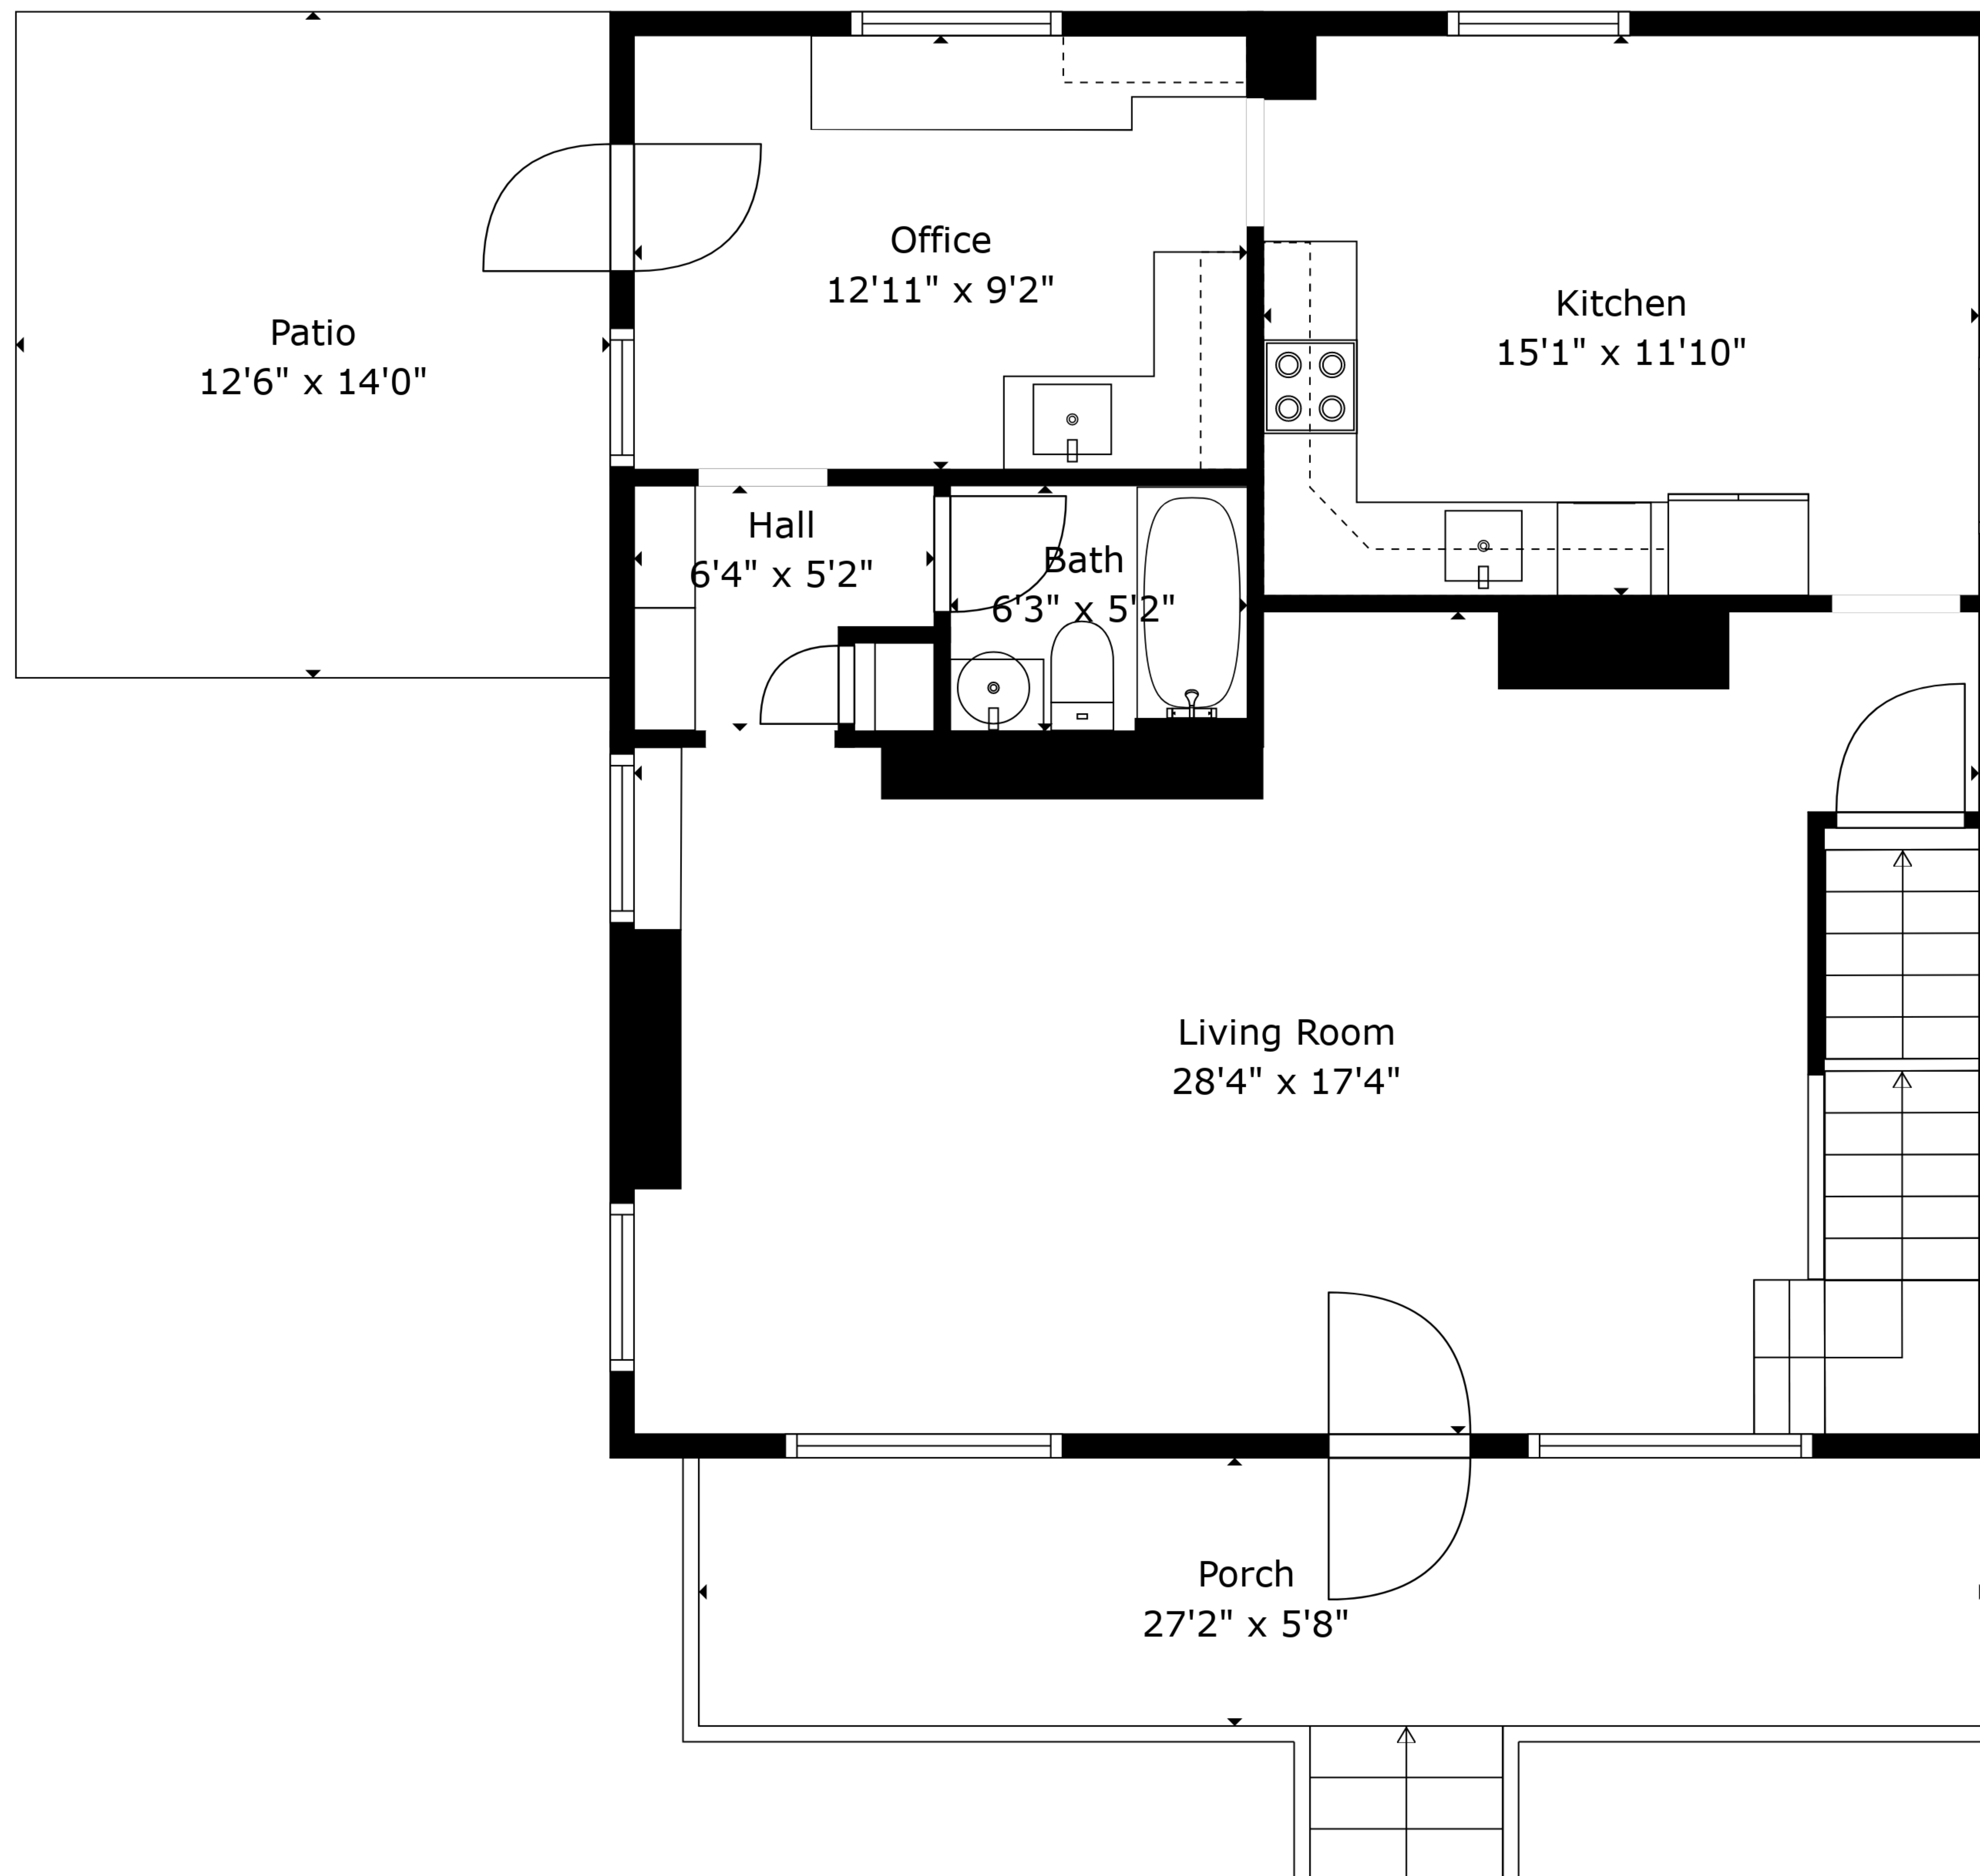 Office
12'11" x 9'2"
Kitchen
15'1" x 11'10"
Patio
12'6" x 14'0"
Hall
6'4" x 5'2"
Bath
6'3" x 5'2"
Living Room
28'4" x 17'4"
Porch
27'2" x 5'8"